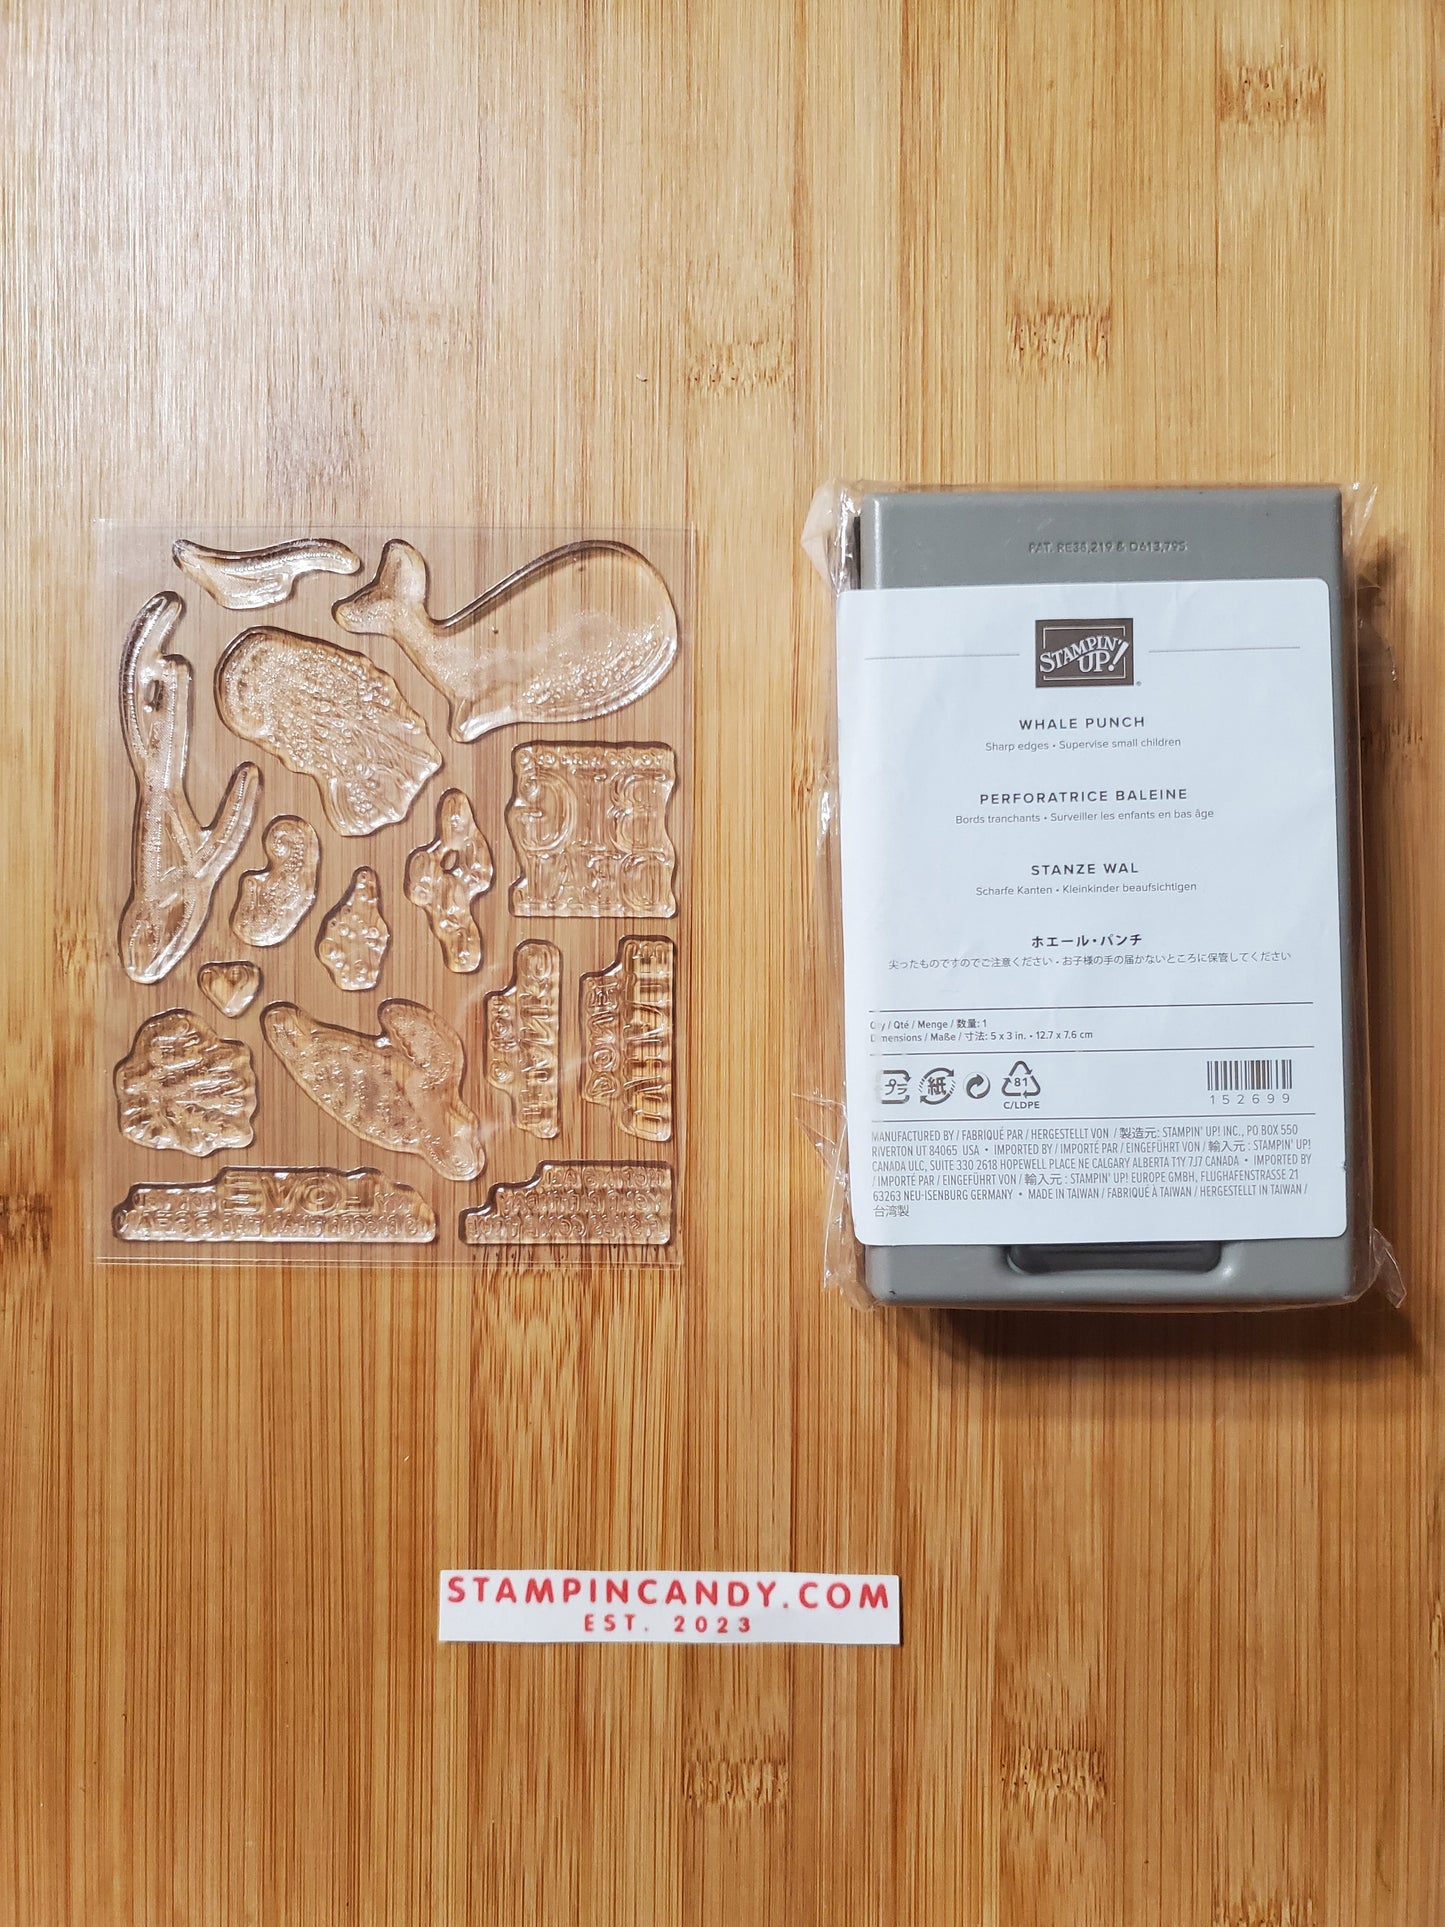 PAT. RE38,219 & D613,795
STAMPIN' UP!
WHALE PUNCH
Sharp edges • Supervise small children
PERFORATRICE BALEINE
Bords tranchants • Surveiller les enfants en bas âge
STANZE WAL
Scharfe Kanten • Kleinkinder beaufsichtigen
ホエール・パンチ
尖ったものですのでご注意ください • お子様の手の届かないところに保管してください
Qty / Qté / Menge / 数量: 1
Dimensions / Maße / 寸法: 5 x 3 in. • 12.7 x 7.6 cm
プラ
紙
81
C/LDPE
152699
MANUFACTURED BY / FABRIQUÉ PAR / HERGESTELLT VON / 製造元: STAMPIN' UP! INC., PO BOX 550
RIVERTON UT 84065 USA • IMPORTED BY / IMPORTÉ PAR / EINGEFÜHRT VON / 輸入元 : STAMPIN' UP!
CANADA ULC, SUITE 330 2618 HOPEWELL PLACE NE CALGARY ALBERTA T1Y 7J7 CANADA • IMPORTED BY
/ IMPORTÉ PAR / EINGEFÜHRT VON / 輸入元 : STAMPIN' UP! EUROPE GMBH, FLUGHAFENSTRASSE 21
63263 NEU-ISENBURG GERMANY • MADE IN TAIWAN / FABRIQUÉ À TAIWAN / HERGESTELLT IN TAIWAN /
台湾製
STAMPINCANDY.COM
EST. 2023